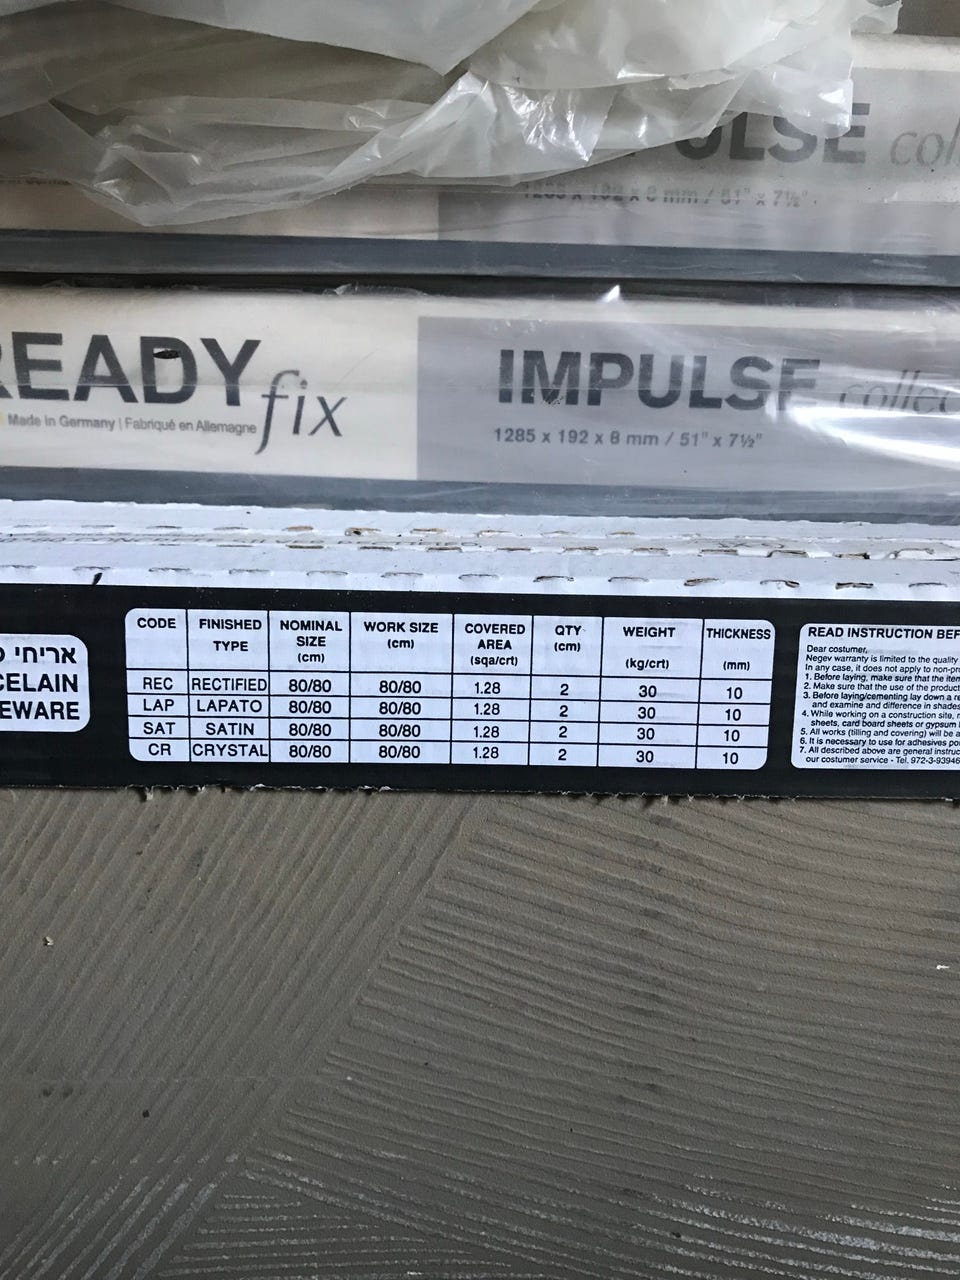 ULSE
1285 x 192 x 8 mm / 51" x 7½"
READY fix
Made in Germany | Fabriqué en Allemagne
IMPULSE collec
1285 x 192 x 8 mm / 51" x 7½"
אריחי
CELAIN
EWARE
CODE FINISHED TYPE NOMINAL SIZE (cm) WORK SIZE (cm) COVERED AREA (sqa/crt) QTY (cm) WEIGHT (kg/crt) THICKNESS (mm)
REC RECTIFIED 80/80 80/80 1.28 2 30 10
LAP LAPATO 80/80 80/80 1.28 2 30 10
SAT SATIN 80/80 80/80 1.28 2 30 10
CR CRYSTAL 80/80 80/80 1.28 2 30 10
READ INSTRUCTION BEF
Dear costumer,
Negev warranty is limited to the quality
In any case, it does not apply to non-pr
1. Before laying, make sure that the item
2. Make sure that the use of the product
3. Before laying/cementing lay down a re
and examine and difference in shades
4. While working on a construction site,
sheets, card board sheets or gypsum
5. All works (tilling and covering) will be a
6. It is necessary to use for adhesives po
7. All described above are general instruc
our costumer service - Tel. 972-3-93946